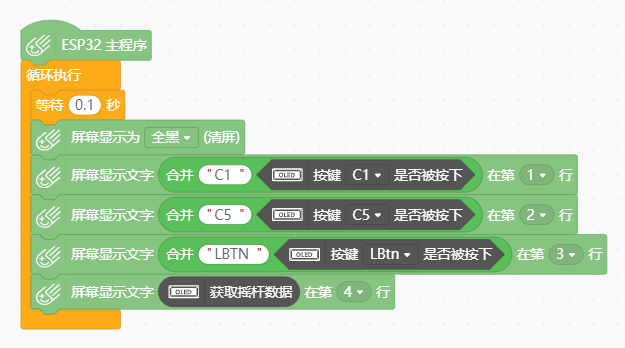 ESP32 主程序
循环执行
等待 0.1 秒
屏幕显示为 全黑 (清屏)
屏幕显示文字 合并 "C1 " OLED 按键 C1 是否被按下 在第 1 行
屏幕显示文字 合并 "C5 " OLED 按键 C5 是否被按下 在第 2 行
屏幕显示文字 合并 "LBTN " OLED 按键 LBtn 是否被按下 在第 3 行
屏幕显示文字 OLED 获取摇杆数据 在第 4 行